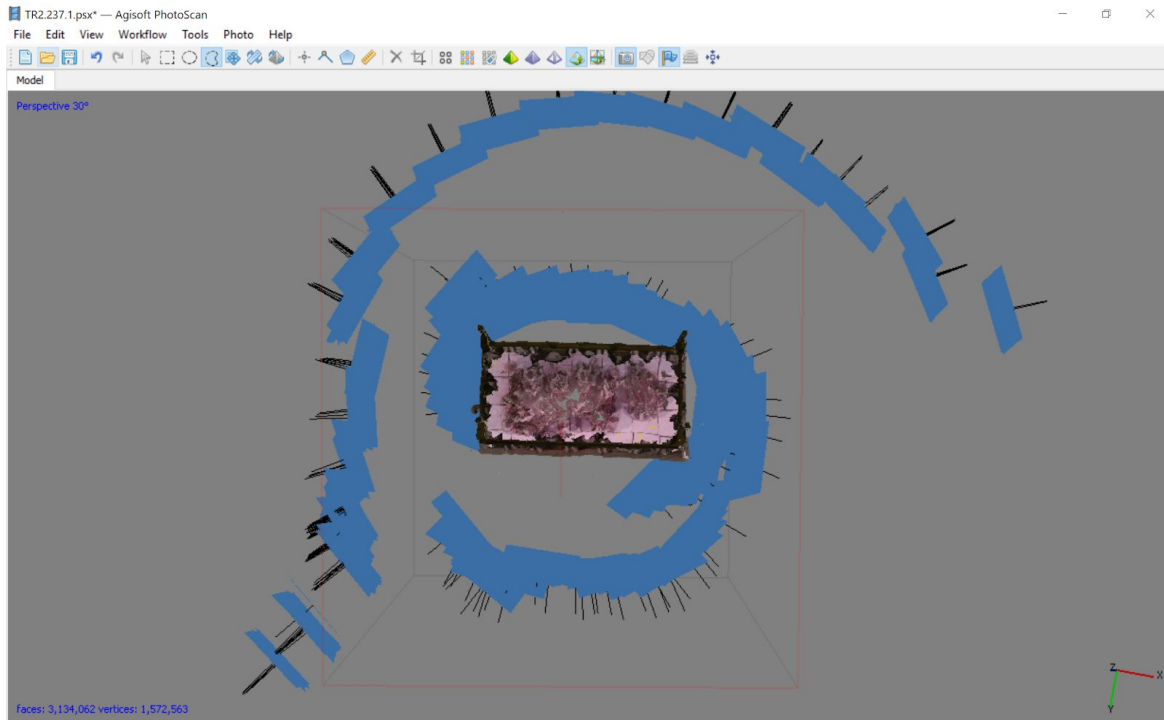 TR2.237.1.psx* — Agisoft PhotoScan
File Edit View Workflow Tools Photo Help
Model
Perspective 30°
Z
X
Y
faces: 3,134,062 vertices: 1,572,563